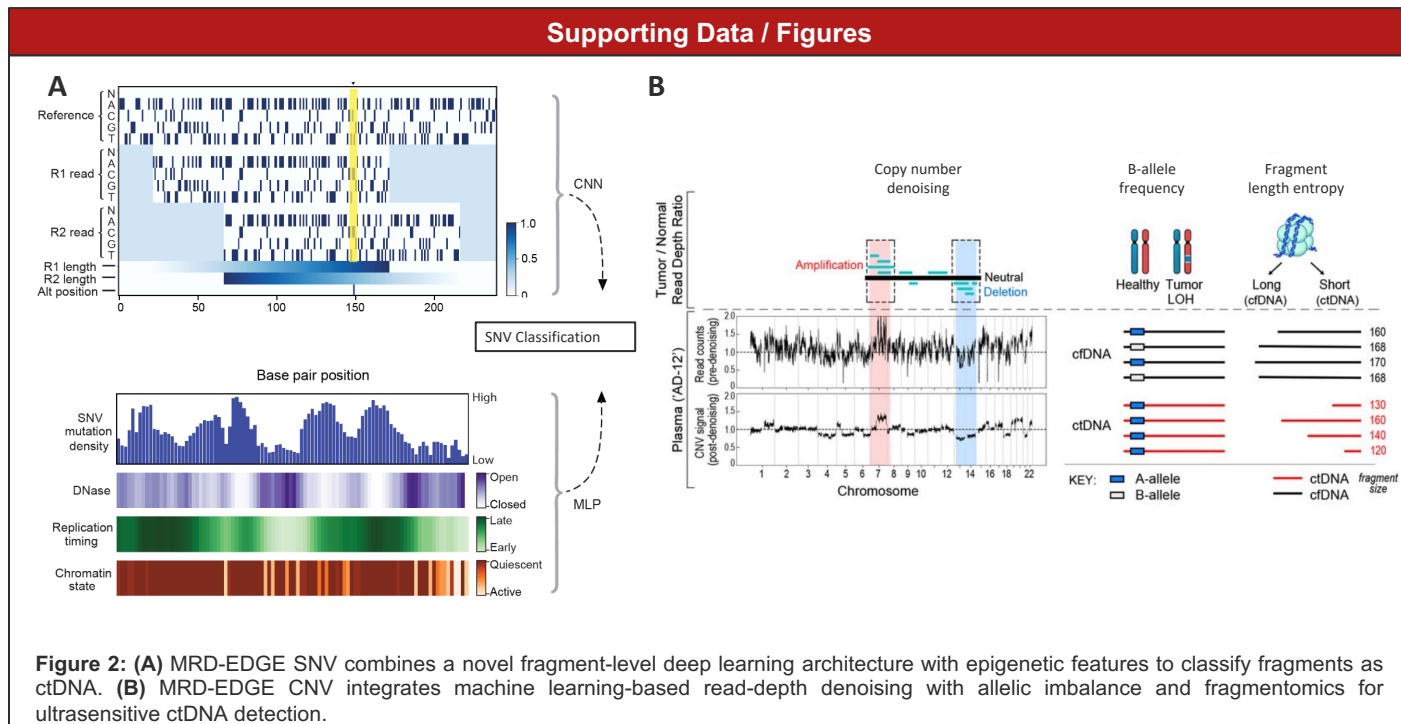 Supporting Data / Figures
A
Reference
N
A
C
G
T
R1 read
N
A
C
G
T
R2 read
N
A
C
G
T
R1 length
R2 length
Alt position
0
50
100
150
200
1.0
0.5
0.0
CNN
SNV Classification
MLP
Base pair position
SNV
mutation
density
High
Low
DNase
Open
Closed
Replication
timing
Late
Early
Chromatin
state
Quiescent
Active
B
Copy number
denoising
B-allele
frequency
Fragment
length entropy
Tumor / Normal
Read Depth Ratio
Amplification
Neutral
Deletion
Healthy
Tumor
LOH
Long
(cfDNA)
Short
(ctDNA)
Plasma ('AD-12')
Read counts
(pre-denoising)
2.0
1.5
1.0
0.5
CNV signal
(post-denoising)
2.0
1.5
1.0
0.5
0.0
1 2 3 4 5 6 7 8 9 10 12 14 16 18 20 22
Chromosome
cfDNA
160
168
170
168
ctDNA
130
160
140
120
KEY:
A-allele
B-allele
ctDNA
cfDNA
fragment
size
Figure 2: (A) MRD-EDGE SNV combines a novel fragment-level deep learning architecture with epigenetic features to classify fragments as
ctDNA. (B) MRD-EDGE CNV integrates machine learning-based read-depth denoising with allelic imbalance and fragmentomics for
ultrasensitive ctDNA detection.